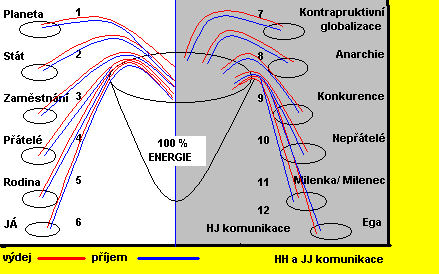 Planeta 1
Stát 2
Zaměstnání 3
Přátelé 4
Rodina 5
JÁ 6
100 %
ENERGIE
7 Kontrapruktivní
globalizace
8 Anarchie
9 Konkurence
10 Nepřátelé
11 Milenka/ Milenec
12 Ega
HJ komunikace
výdej příjem HH a JJ komunikace